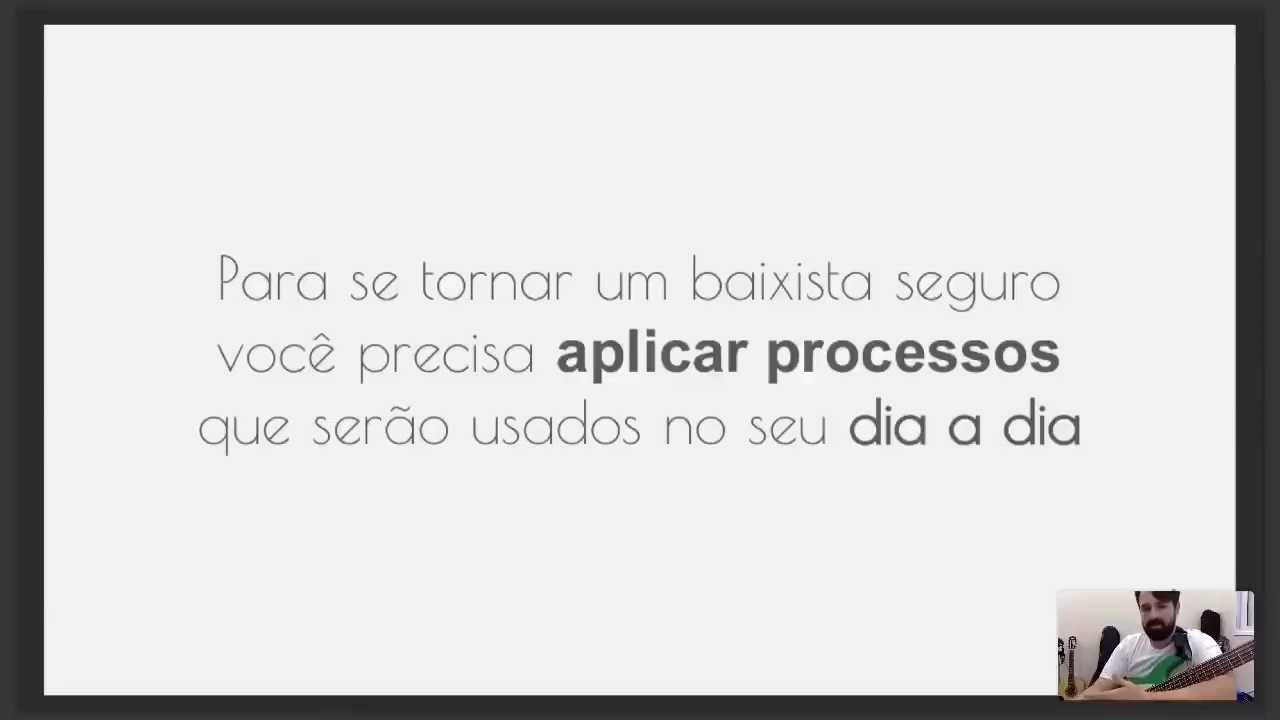 Para se tornar um baixista seguro
você precisa aplicar processos
que serão usados no seu dia a dia